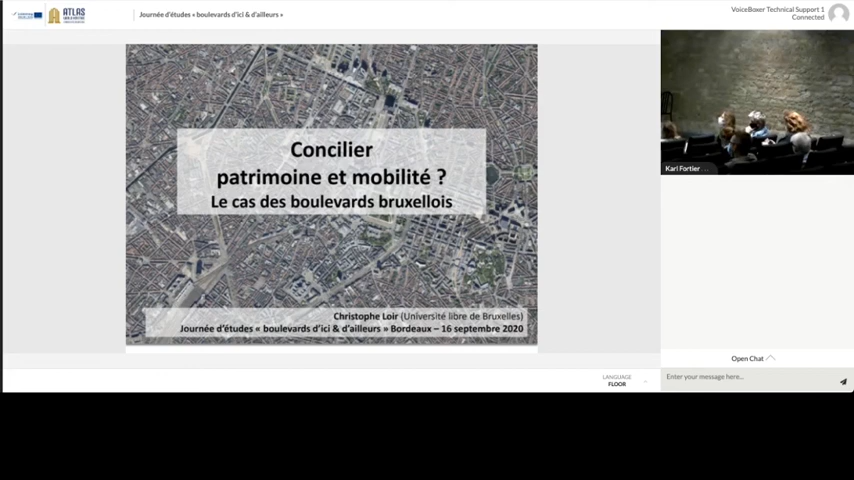 ATLAS
Journée d'études « boulevards d'ici & d'ailleurs »
VoiceBoxer Technical Support 1
Connected
Concilier
patrimoine et mobilité ?
Le cas des boulevards bruxellois
Christophe Loir (Université libre de Bruxelles)
Journée d'études « boulevards d'ici & d'ailleurs » Bordeaux – 16 septembre 2020
Karl Fortier ...
Open Chat
LANGUAGE
FLOOR
Enter your message here...